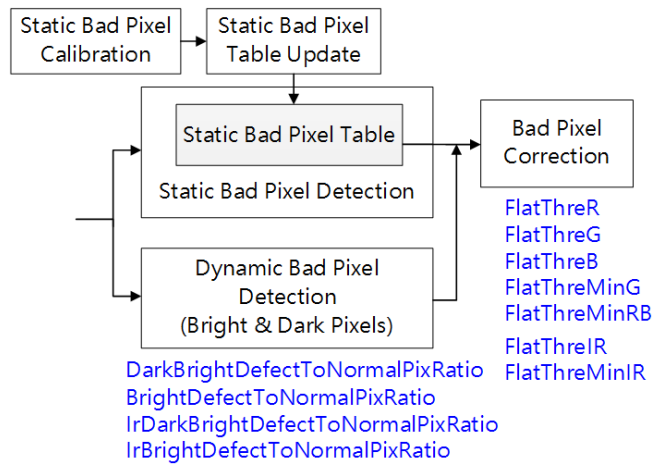 Static Bad Pixel
Calibration
Static Bad Pixel
Table Update
Static Bad Pixel Table
Static Bad Pixel Detection
Bad Pixel
Correction
FlatThreR
FlatThreG
FlatThreB
FlatThreMinG
FlatThreMinRB
FlatThreIR
FlatThreMinIR
Dynamic Bad Pixel
Detection
(Bright & Dark Pixels)
DarkBrightDefectToNormalPixRatio
BrightDefectToNormalPixRatio
IrDarkBrightDefectToNormalPixRatio
IrBrightDefectToNormalPixRatio